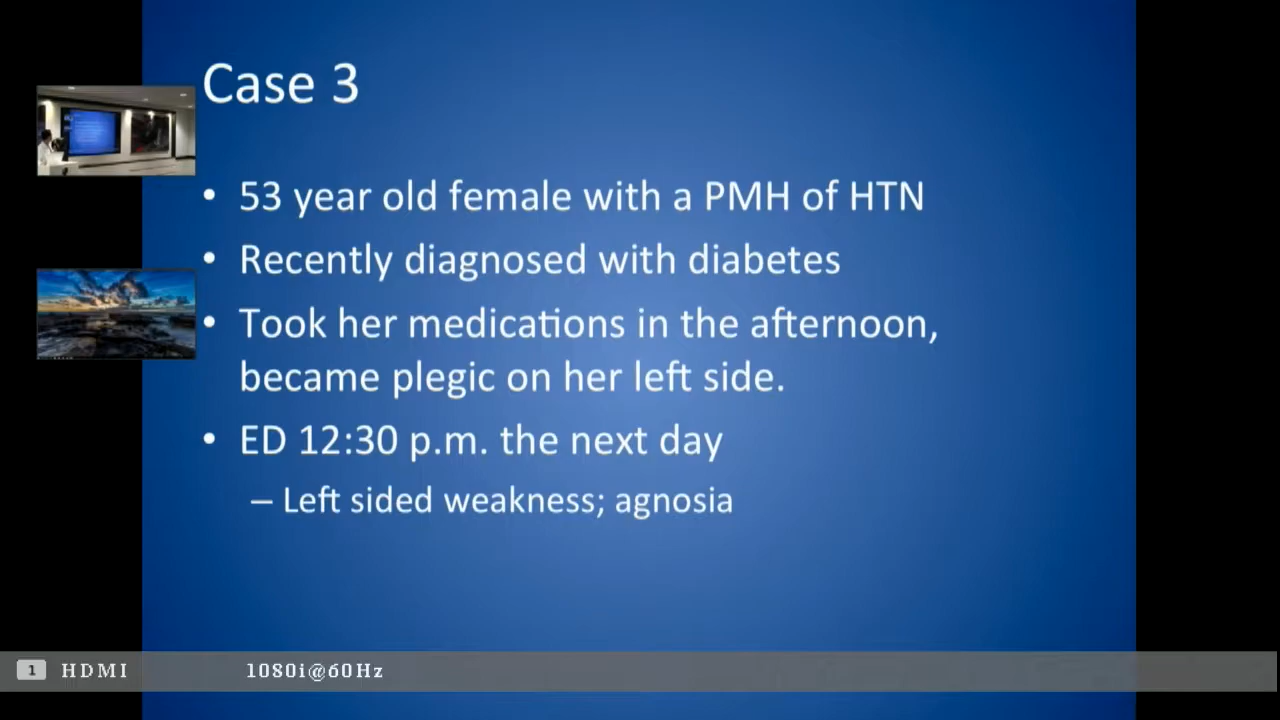 Case 3
• 53 year old female with a PMH of HTN
• Recently diagnosed with diabetes
• Took her medications in the afternoon,
became plegic on her left side.
• ED 12:30 p.m. the next day
– Left sided weakness; agnosia
1 HDMI 1080i@60Hz